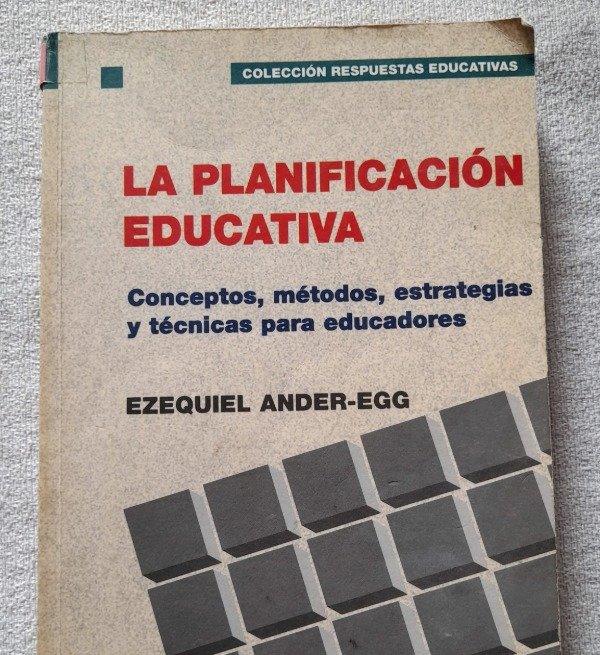 COLECCIÓN RESPUESTAS EDUCATIVAS
LA PLANIFICACIÓN
EDUCATIVA
Conceptos, métodos, estrategias
y técnicas para educadores
EZEQUIEL ANDER-EGG